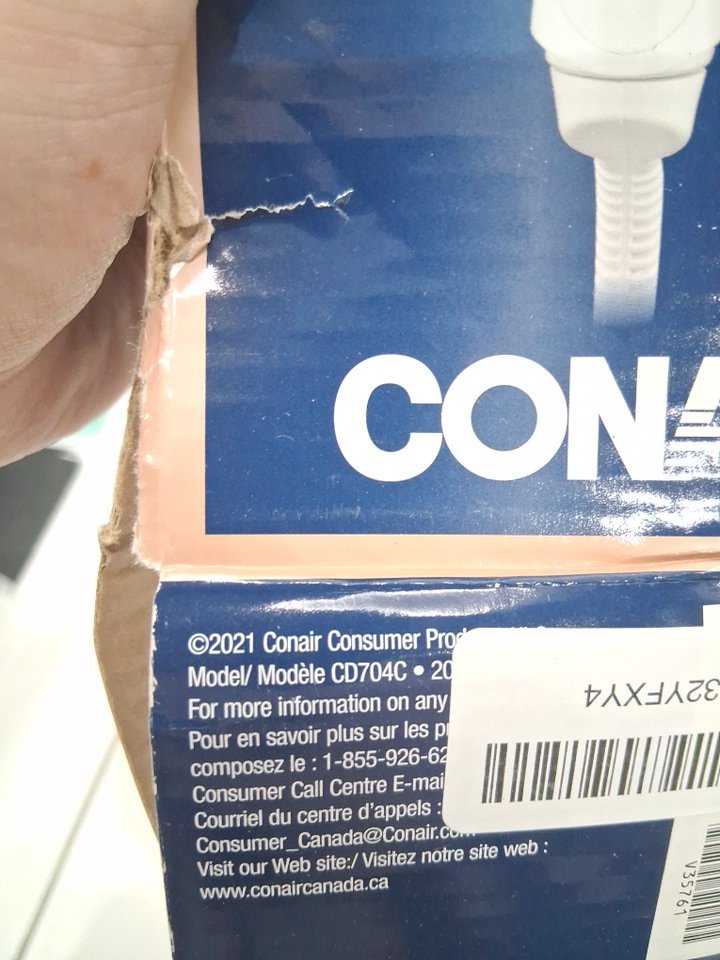 CONA
©2021 Conair Consumer Prod
Model/ Modèle CD704C • 20
For more information on any
Pour en savoir plus sur les pr
composez le : 1-855-926-62
Consumer Call Centre E-mai
Courriel du centre d'appels :
Consumer_Canada@Conair.com
Visit our Web site:/ Visitez notre site web :
www.conaircanada.ca
32YFXY4
V35761